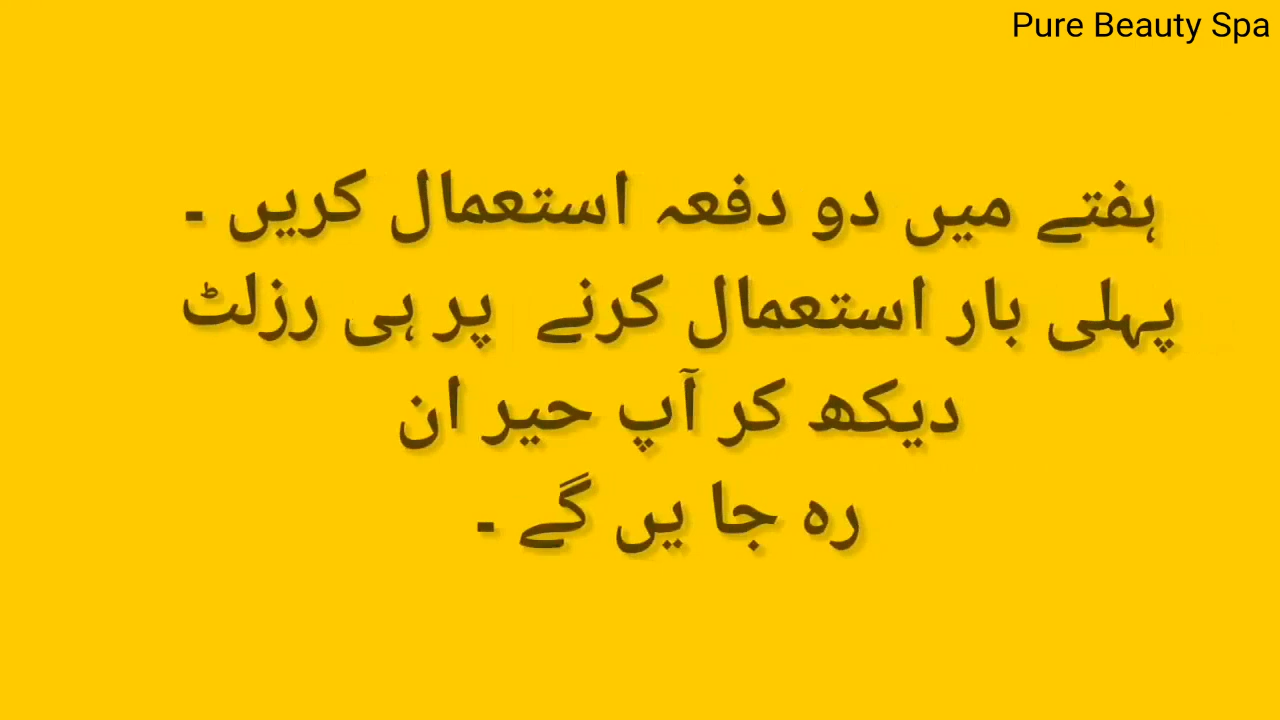 Pure Beauty Spa
ہفتے میں دو دفعہ استعمال کریں ۔
پہلی بار استعمال کرنے پر ہی رزلٹ
دیکھ کر آپ حیر ان
رہ جا یں گے ۔